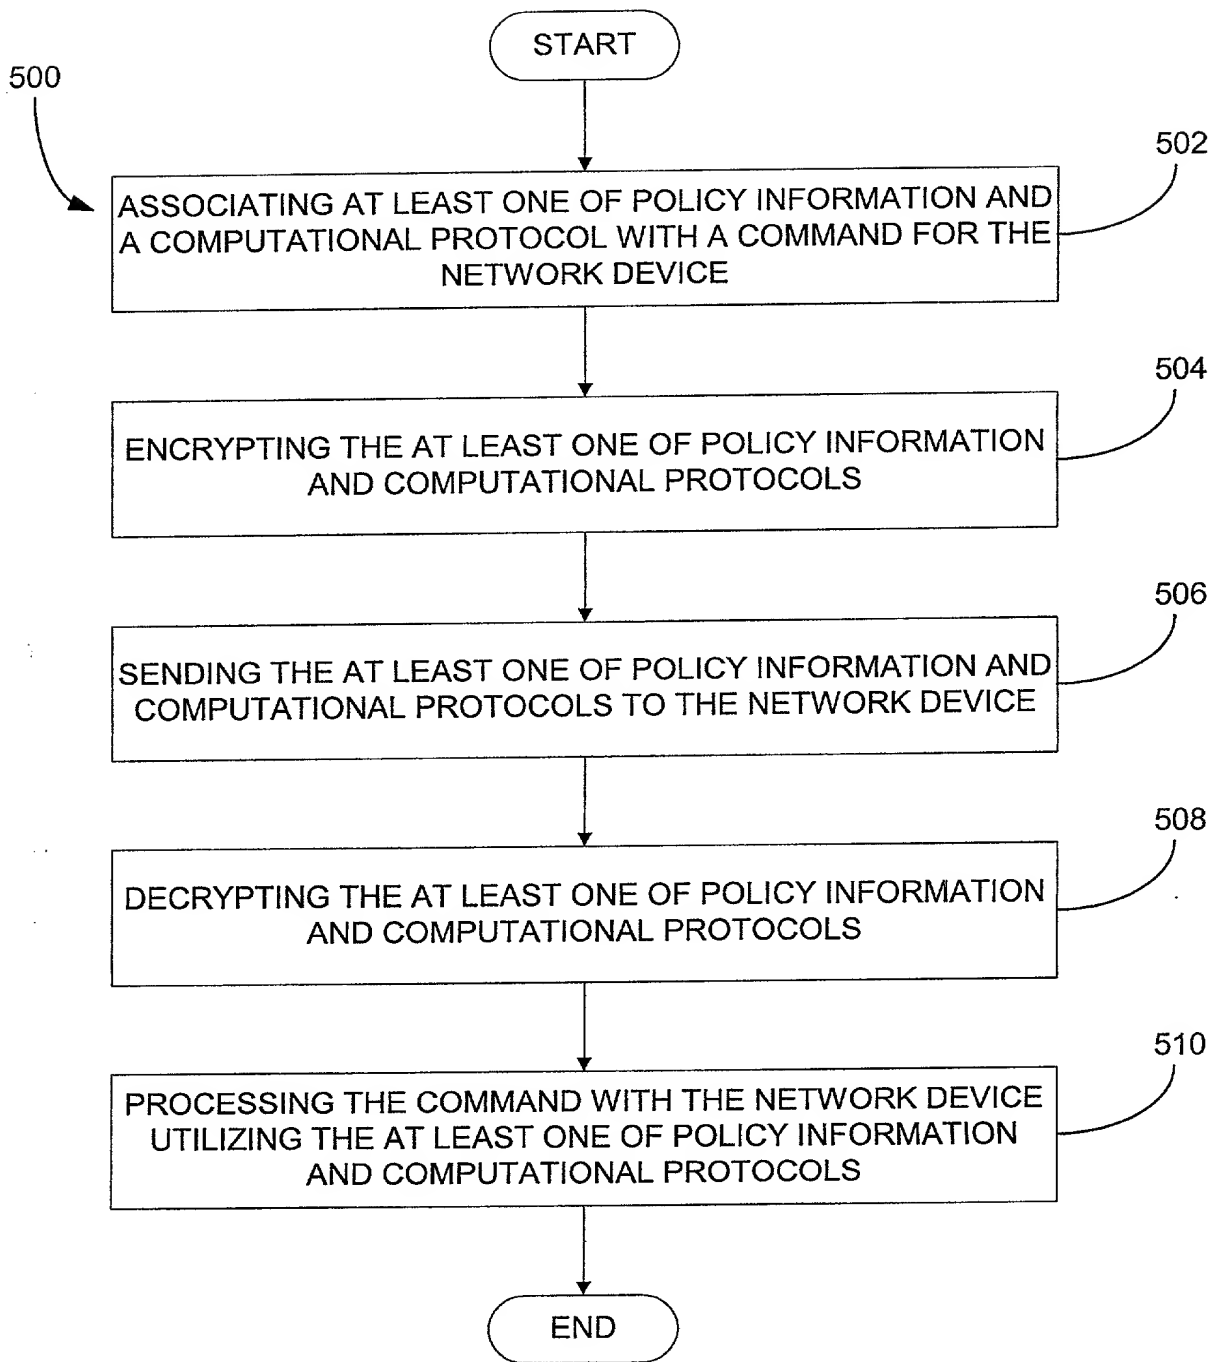 START
500
502
ASSOCIATING AT LEAST ONE OF POLICY INFORMATION AND
A COMPUTATIONAL PROTOCOL WITH A COMMAND FOR THE
NETWORK DEVICE
504
ENCRYPTING THE AT LEAST ONE OF POLICY INFORMATION
AND COMPUTATIONAL PROTOCOLS
506
SENDING THE AT LEAST ONE OF POLICY INFORMATION AND
COMPUTATIONAL PROTOCOLS TO THE NETWORK DEVICE
508
DECRYPTING THE AT LEAST ONE OF POLICY INFORMATION
AND COMPUTATIONAL PROTOCOLS
510
PROCESSING THE COMMAND WITH THE NETWORK DEVICE
UTILIZING THE AT LEAST ONE OF POLICY INFORMATION
AND COMPUTATIONAL PROTOCOLS
END